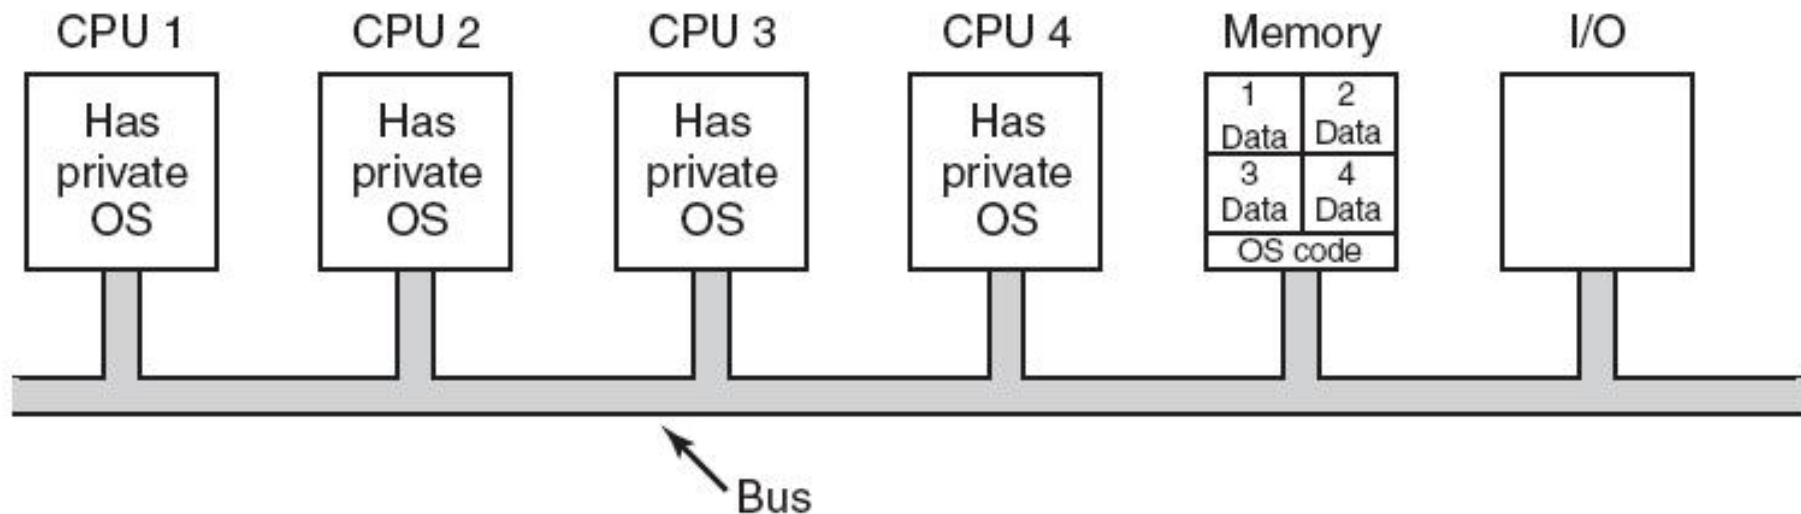 CPU 1
CPU 2
CPU 3
CPU 4
Memory
I/O
Has
private
OS
Has
private
OS
Has
private
OS
Has
private
OS
1
Data
2
Data
3
Data
4
Data
OS code
Bus